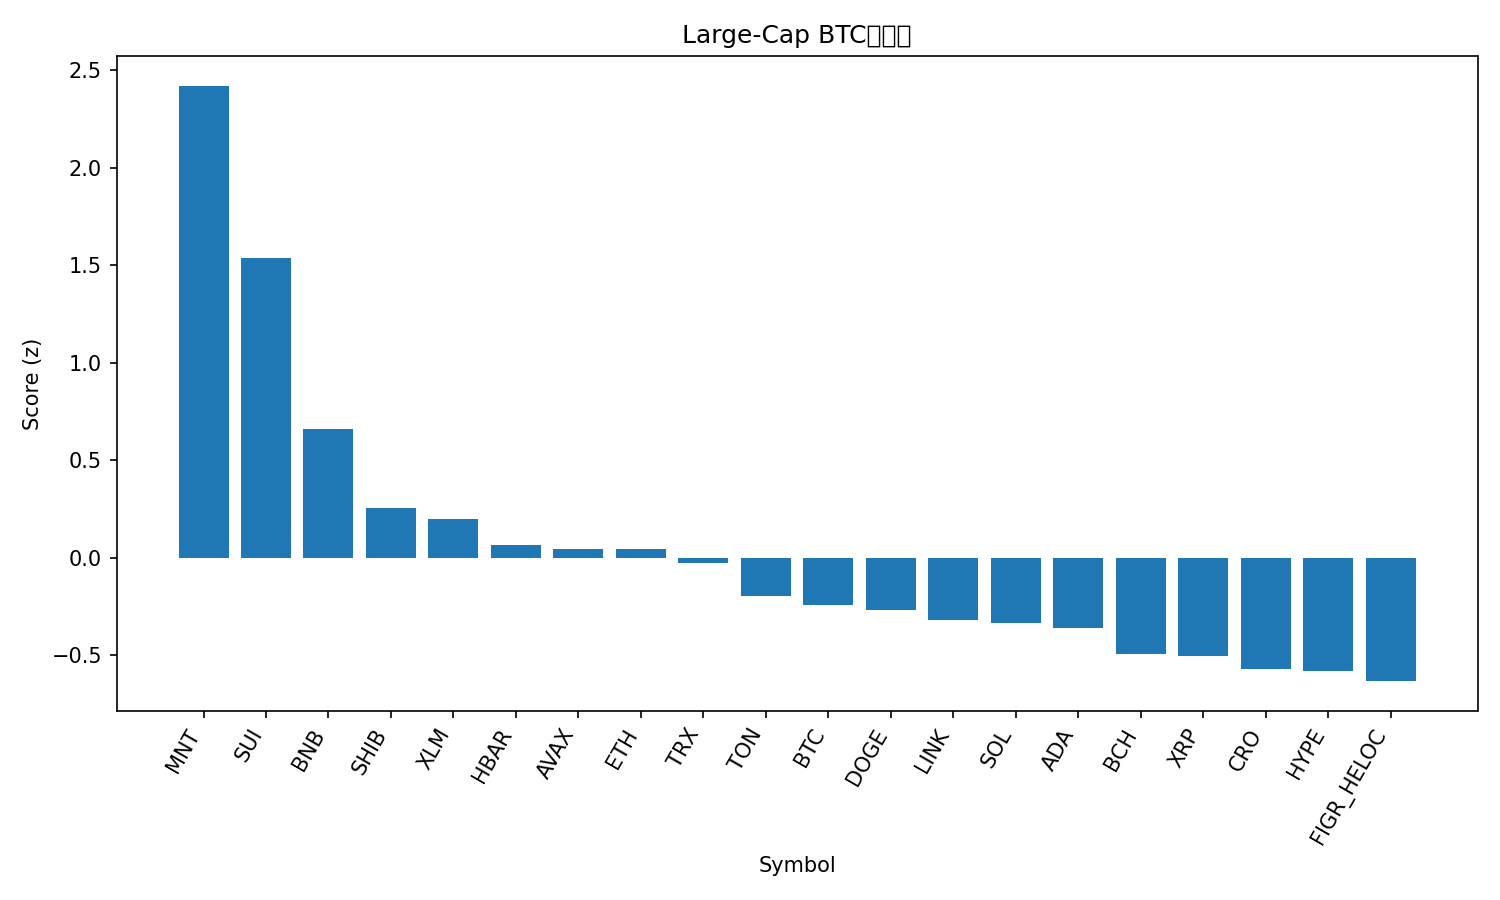 Large-Cap BTC
2.5
2.0
1.5
1.0
0.5
0.0
−0.5
Score (z)
MNT
SUI
BNB
SHIB
XLM
HBAR
AVAX
ETH
TRX
TON
BTC
DOGE
LINK
SOL
ADA
BCH
XRP
CRO
HYPE
FIGR_HELOC
Symbol